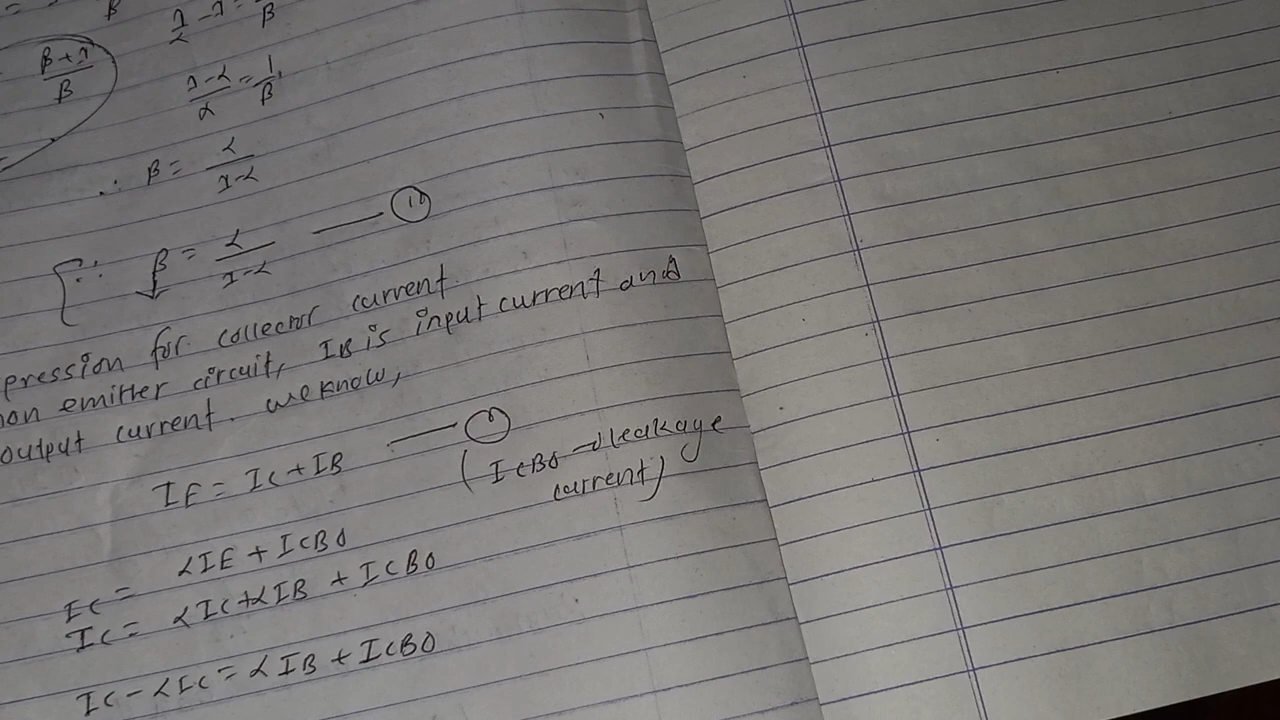 β
1/α - 1 =  /β
(β + 1)/β
(1-α)/α = 1/β
∴ β = α/(1-α)
∵ β = α/(1-α)
pression for collector current.
on emitter circuit, IB is input current and
output current. we know,
IE = IC + IB
(ICBO → leakage
current)
IC = αIE + ICBO
IC = αIC + αIB + ICBO
IC - αIC = αIB + ICBO